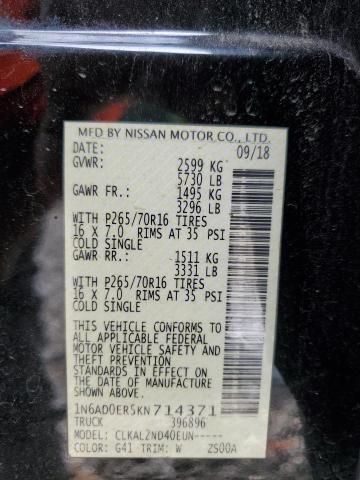 MFD BY NISSAN MOTOR CO., LTD.
DATE: 09/18
GVWR: 2599 KG
5730 LB
GAWR FR.: 1495 KG
3296 LB
WITH P265/70R16 TIRES
16 X 7.0 RIMS AT 35 PSI
COLD SINGLE
GAWR RR.: 1511 KG
3331 LB
WITH P265/70R16 TIRES
16 X 7.0 RIMS AT 35 PSI
COLD SINGLE
THIS VEHICLE CONFORMS TO
ALL APPLICABLE FEDERAL
MOTOR VEHICLE SAFETY AND
THEFT PREVENTION
STANDARDS IN EFFECT ON
THE DATE OF MANUFACTURE
SHOWN ABOVE.
1N6AD0ER5KN714371
TRUCK 396896
MODEL: CLKALZND40EUN-----
COLOR: G41 TRIM: W ZS00A